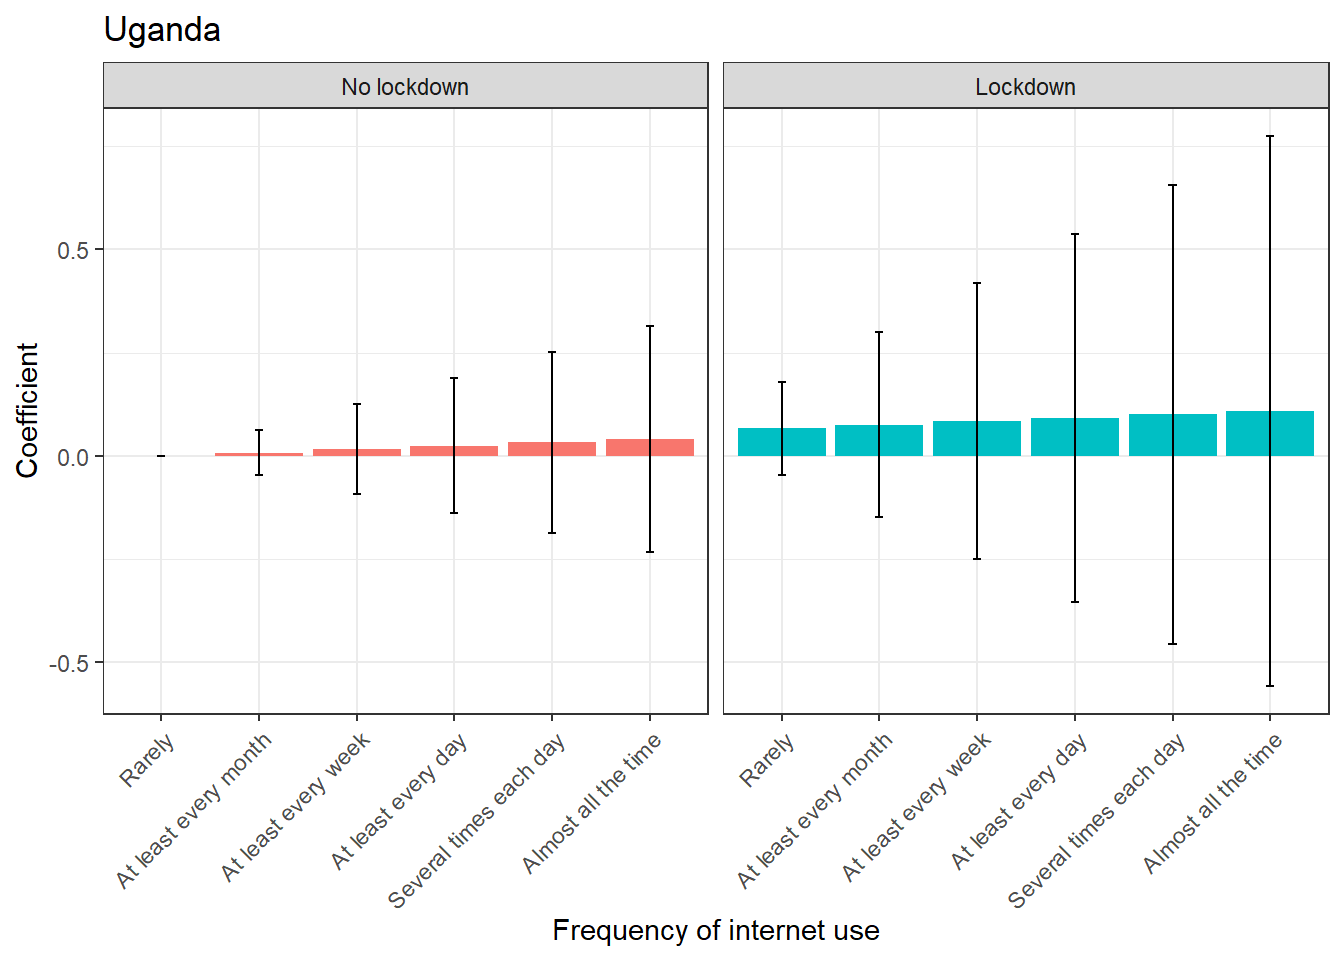 Uganda
No lockdown
Lockdown
Coefficient
0.5
0.0
-0.5
Rarely
At least every month
At least every week
At least every day
Several times each day
Almost all the time
Rarely
At least every month
At least every week
At least every day
Several times each day
Almost all the time
Frequency of internet use